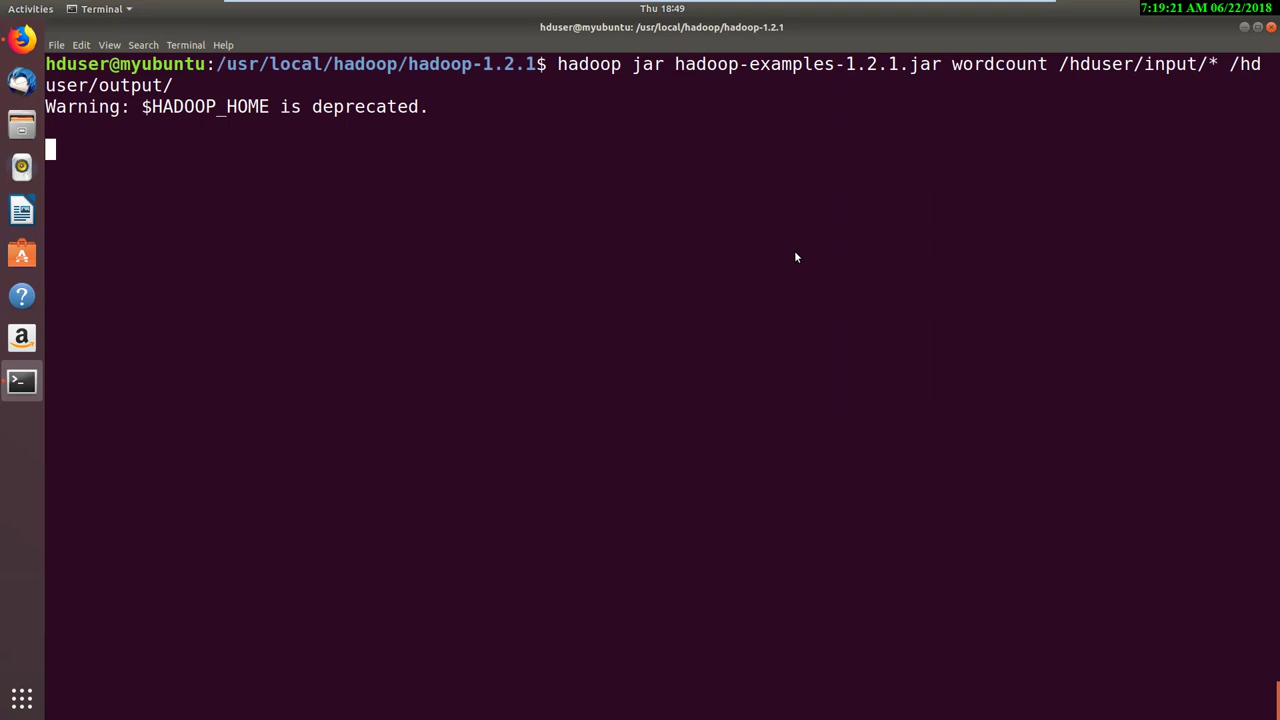 Activities Terminal Thu 18:49 7:19:21 AM 06/22/2018
hduser@myubuntu: /usr/local/hadoop/hadoop-1.2.1
File Edit View Search Terminal Help
hduser@myubuntu:/usr/local/hadoop/hadoop-1.2.1$ hadoop jar hadoop-examples-1.2.1.jar wordcount /hduser/input/* /hd
user/output/
Warning: $HADOOP_HOME is deprecated.